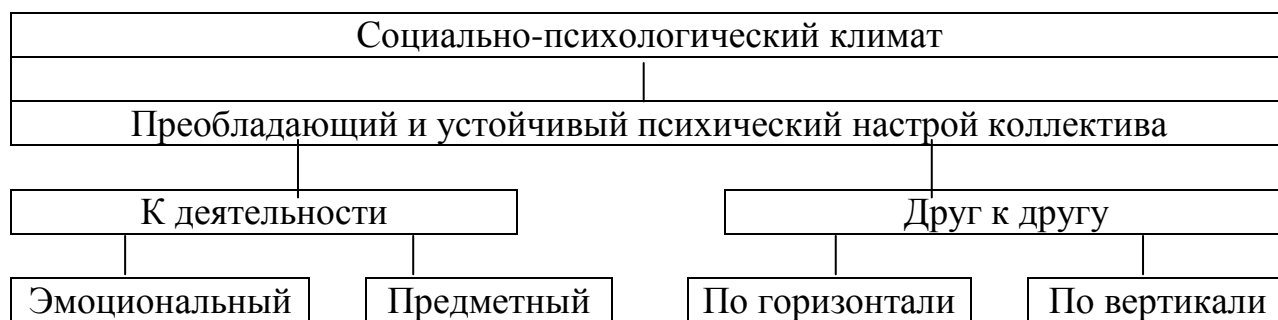 Социально-психологический климат
Преобладающий и устойчивый психический настрой коллектива
К деятельности
Друг к другу
Эмоциональный
Предметный
По горизонтали
По вертикали